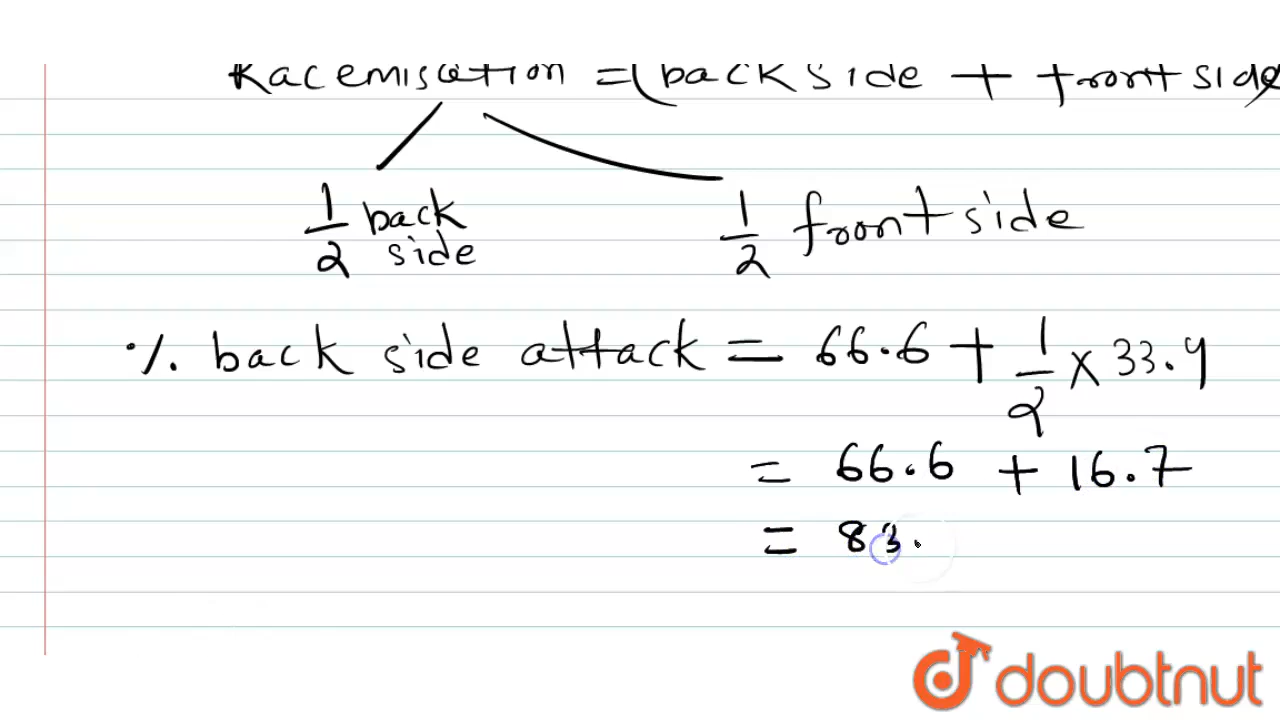 Racemisation = (back side + front side
1/2 back side 1/2 front side
% back side attack = 66.6 + 1/2 × 33.4
= 66.6 + 16.7
= 83.
doubtnut